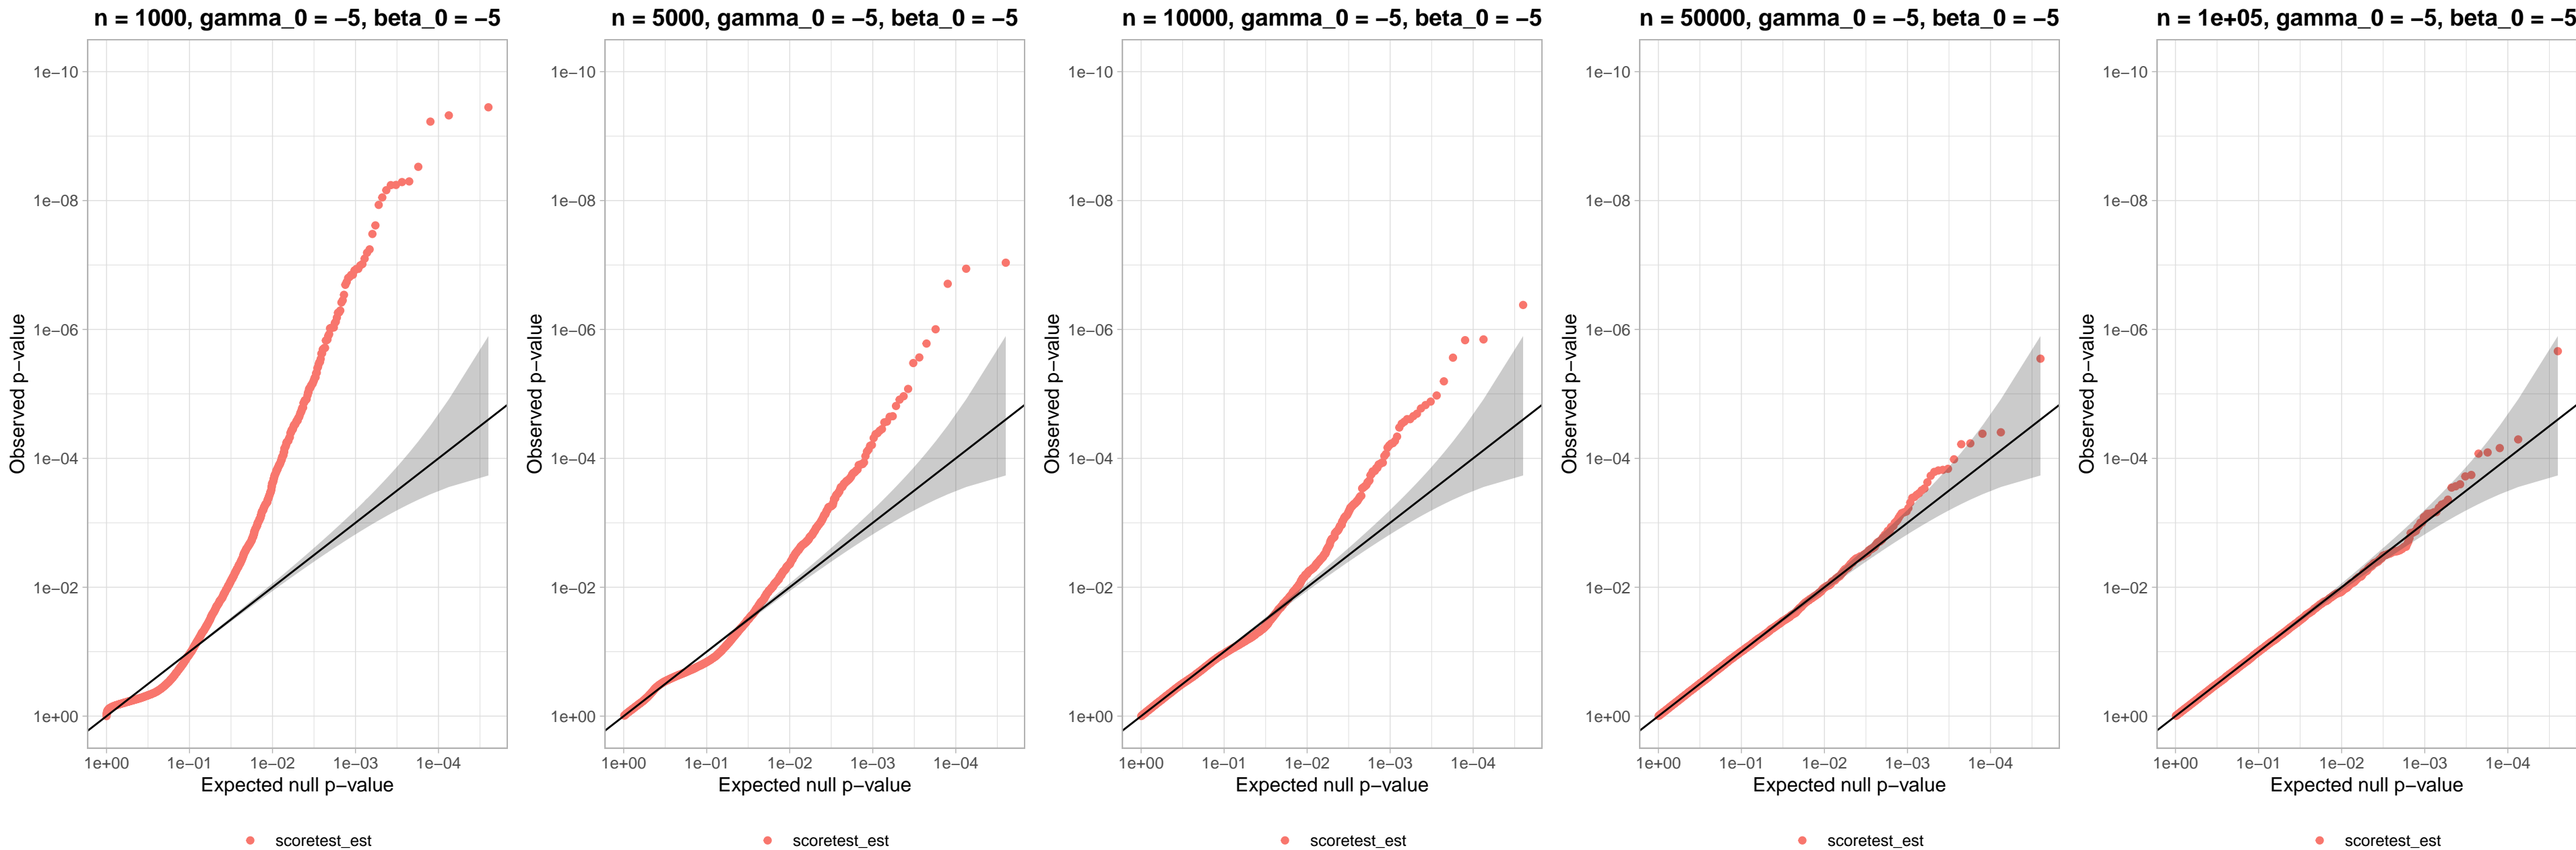 n = 1000, gamma_0 = −5, beta_0 = −5
1e−10
1e−08
1e−06
1e−04
1e−02
1e+00
Observed p−value
1e+00 1e−01 1e−02 1e−03 1e−04
Expected null p−value
scoretest_est
n = 5000, gamma_0 = −5, beta_0 = −5
1e−10
1e−08
1e−06
1e−04
1e−02
1e+00
Observed p−value
1e+00 1e−01 1e−02 1e−03 1e−04
Expected null p−value
scoretest_est
n = 10000, gamma_0 = −5, beta_0 = −5
1e−10
1e−08
1e−06
1e−04
1e−02
1e+00
Observed p−value
1e+00 1e−01 1e−02 1e−03 1e−04
Expected null p−value
scoretest_est
n = 50000, gamma_0 = −5, beta_0 = −5
1e−10
1e−08
1e−06
1e−04
1e−02
1e+00
Observed p−value
1e+00 1e−01 1e−02 1e−03 1e−04
Expected null p−value
scoretest_est
n = 1e+05, gamma_0 = −5, beta_0 = −5
1e−10
1e−08
1e−06
1e−04
1e−02
1e+00
Observed p−value
1e+00 1e−01 1e−02 1e−03 1e−04
Expected null p−value
scoretest_est